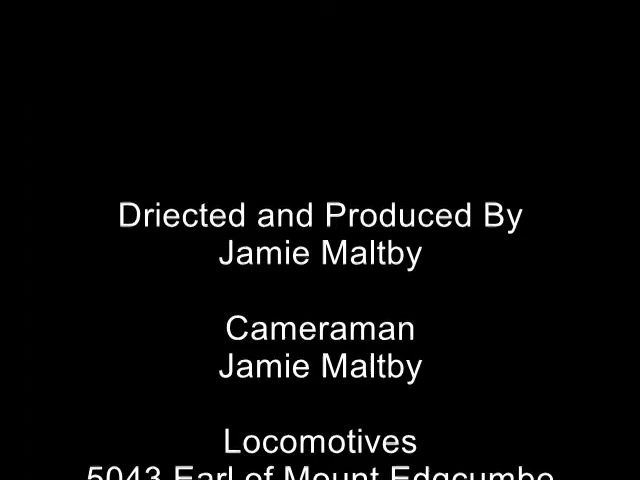 Driected and Produced By
Jamie Maltby
Cameraman
Jamie Maltby
Locomotives
5043 Earl of Mount Edgcumbe